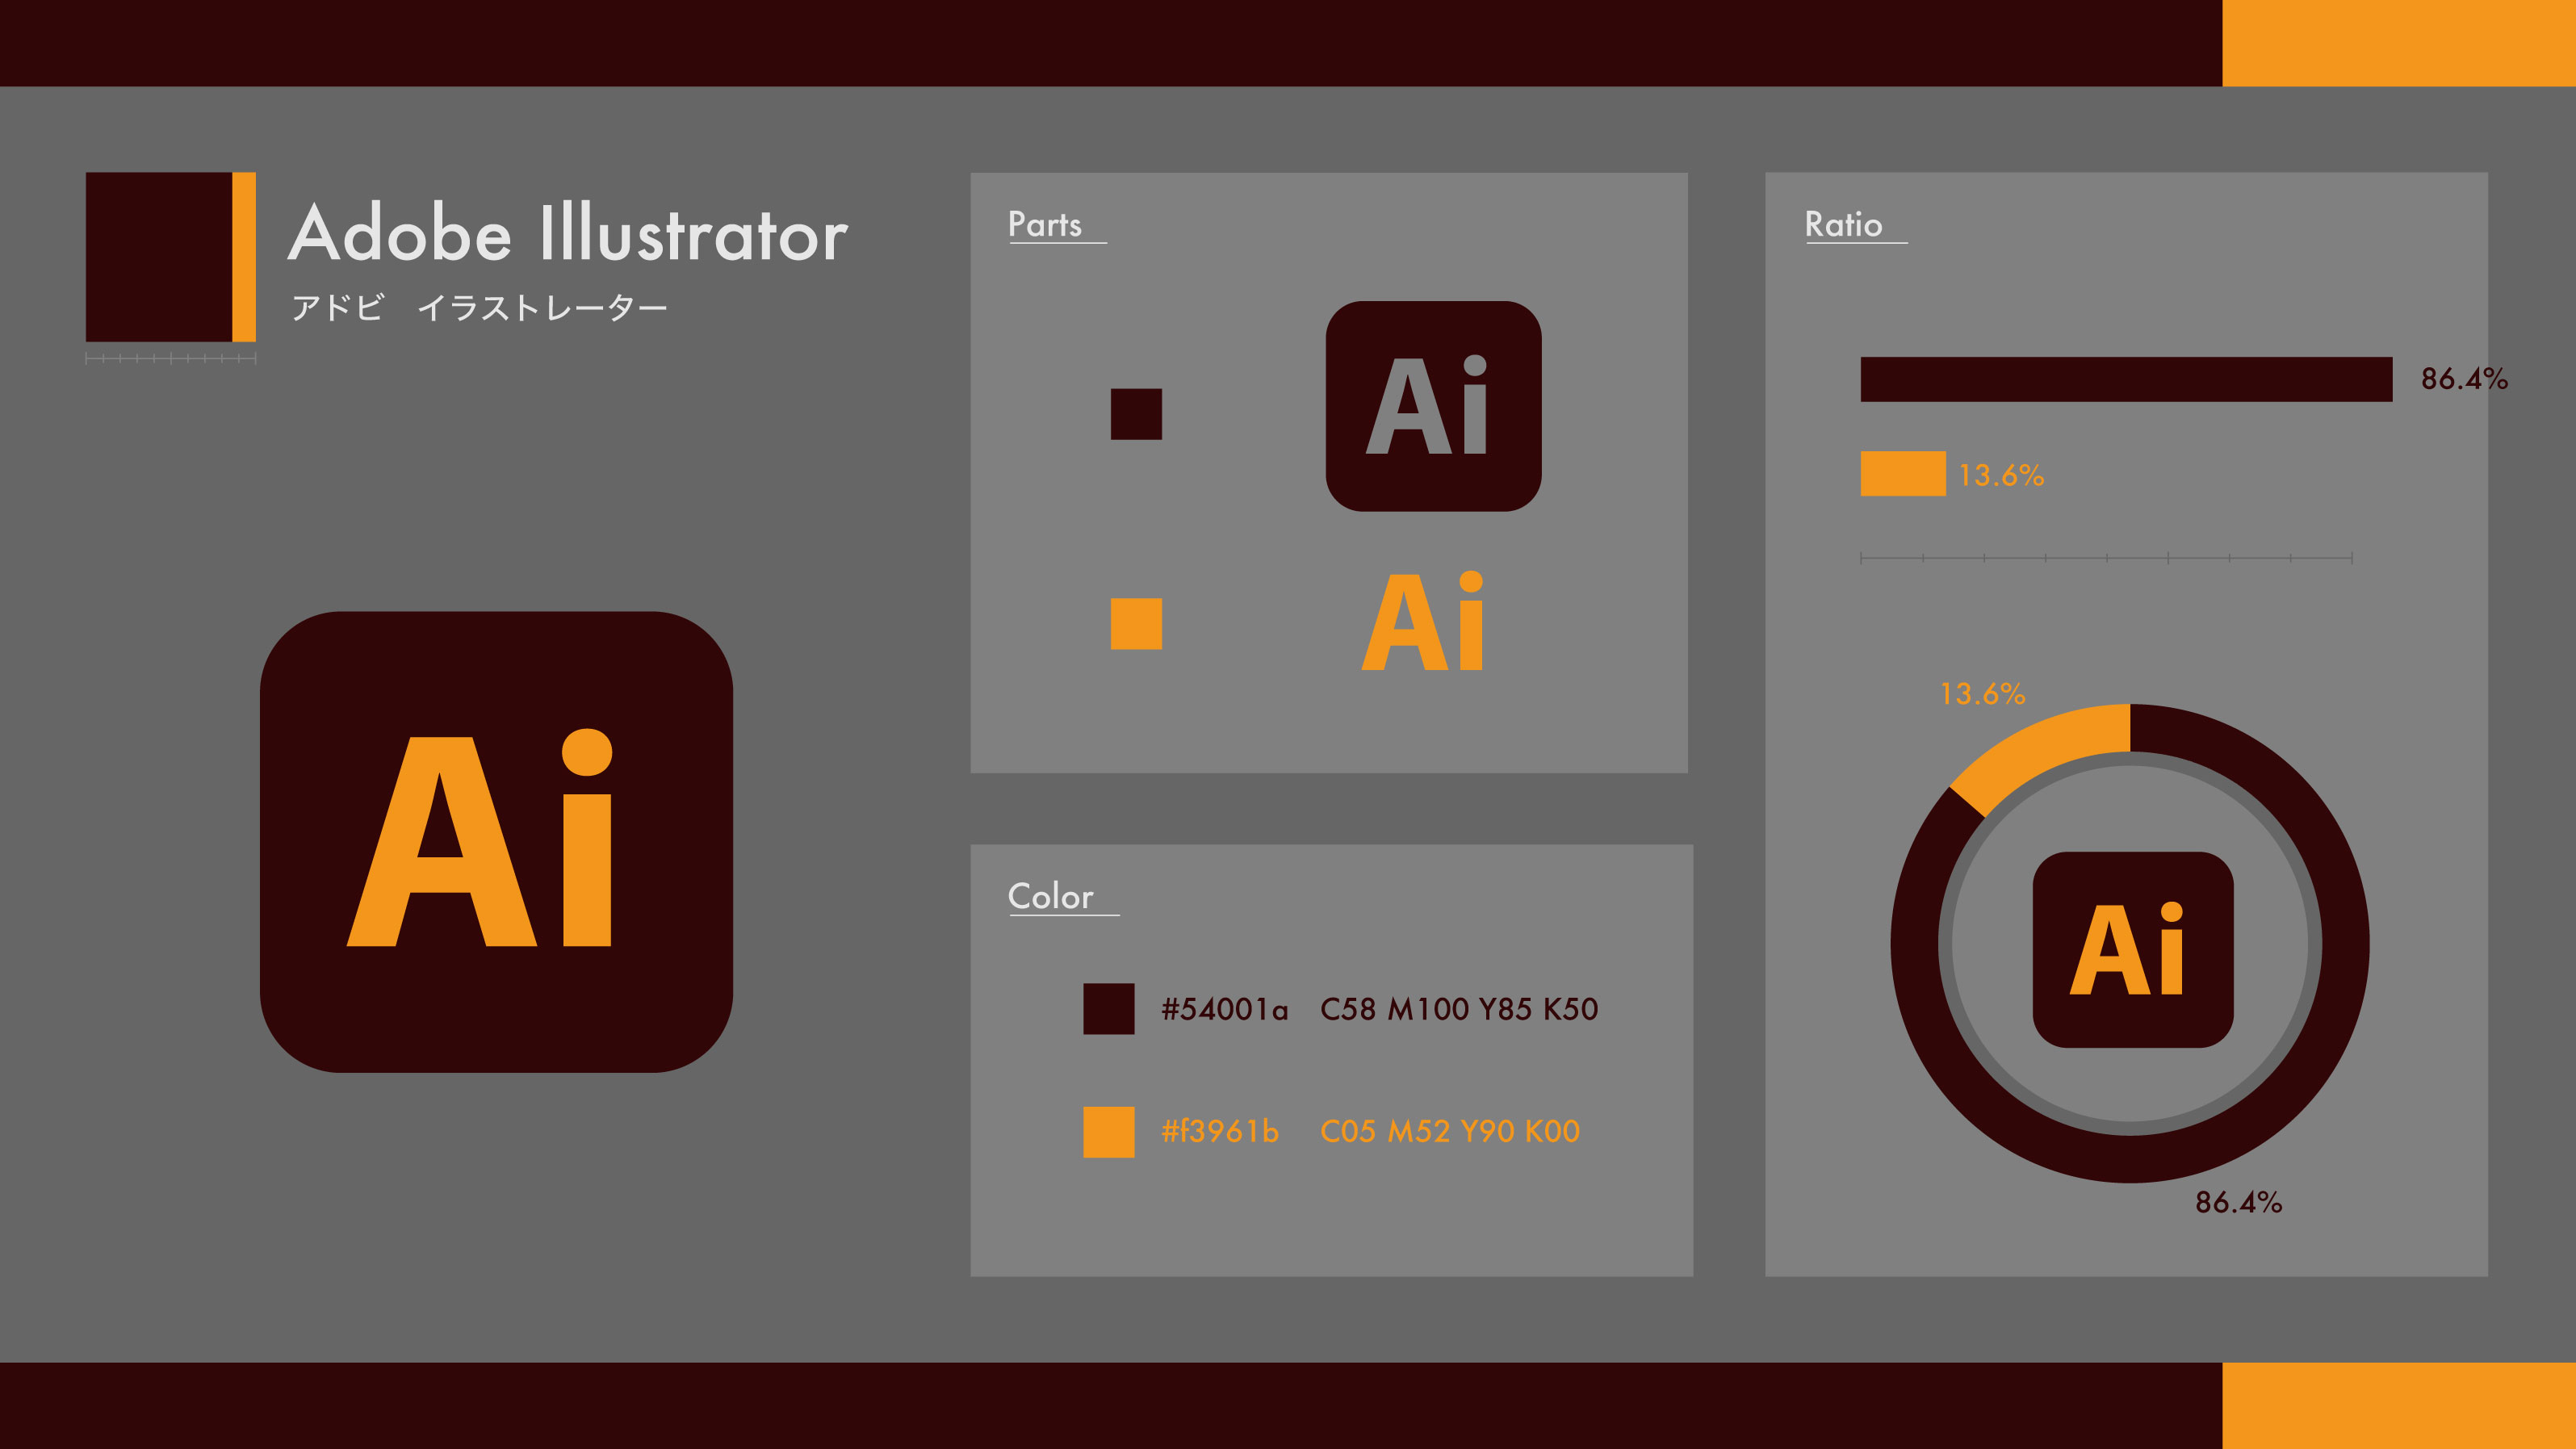 Adobe Illustrator
アドビ　イラストレーター
Ai
Parts
Ai
Ai
Color
#54001a C58 M100 Y85 K50
#f3961b C05 M52 Y90 K00
Ratio
86.4%
13.6%
13.6%
Ai
86.4%